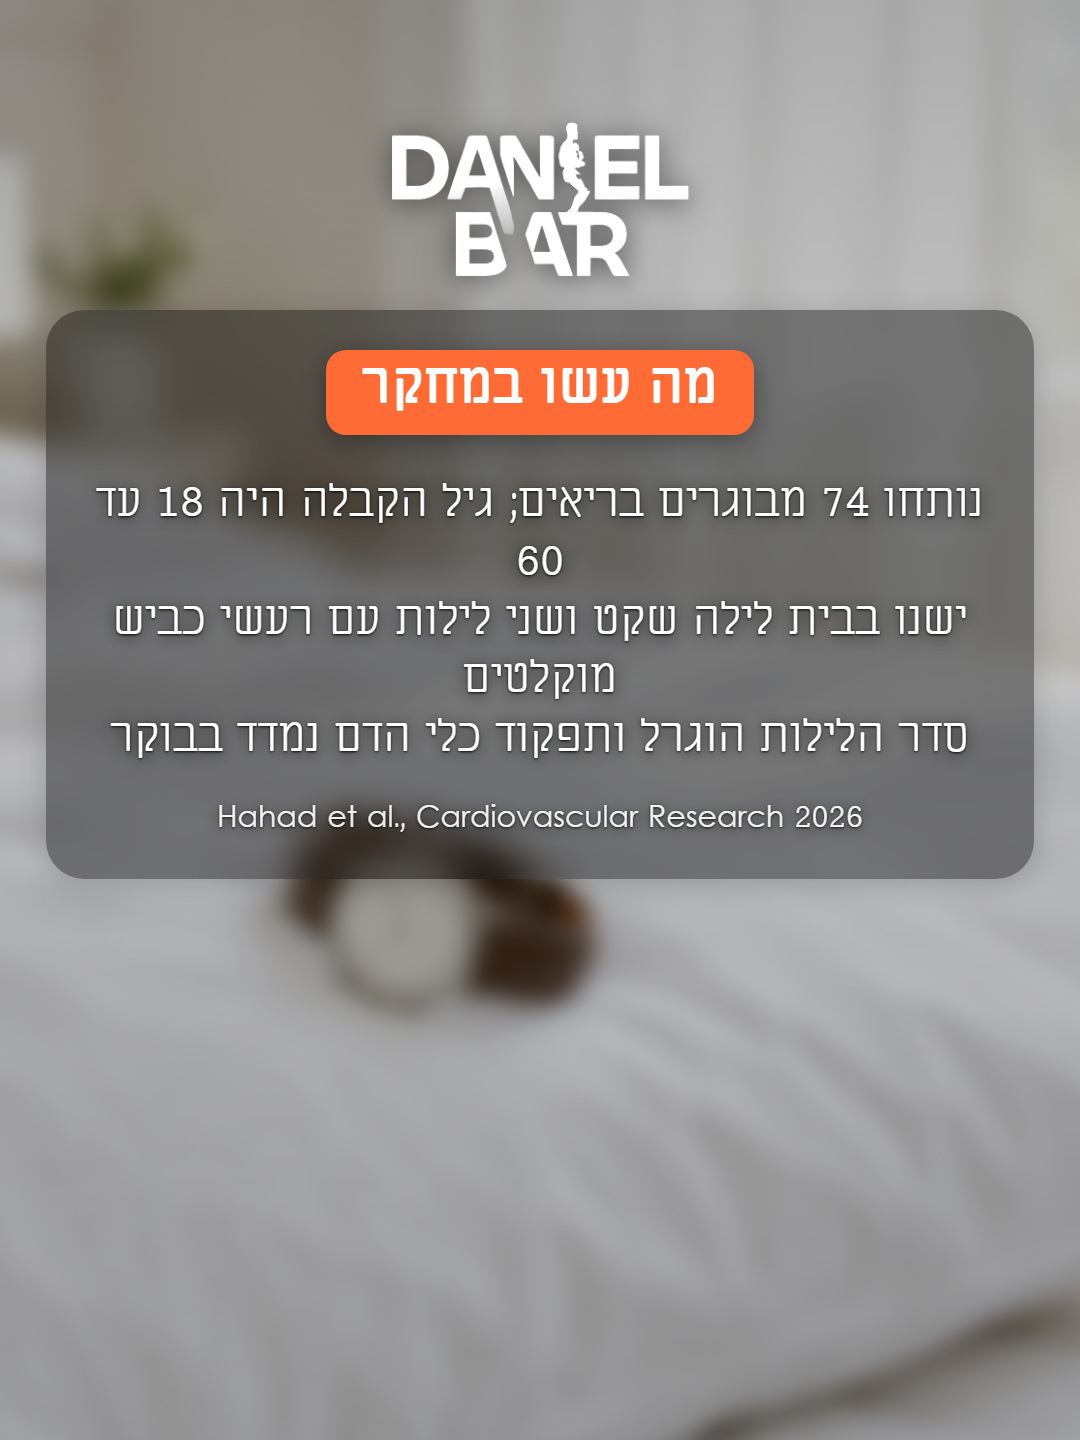 DANIEL
BAR
מה עשו במחקר
נותחו 74 מבוגרים בריאים; גיל הקבלה היה 18 עד
60
ישנו בבית לילה שקט ושני לילות עם רעשי כביש
מוקלטים
סדר הלילות הוגרל ותפקוד כלי הדם נמדד בבוקר
Hahad et al., Cardiovascular Research 2026